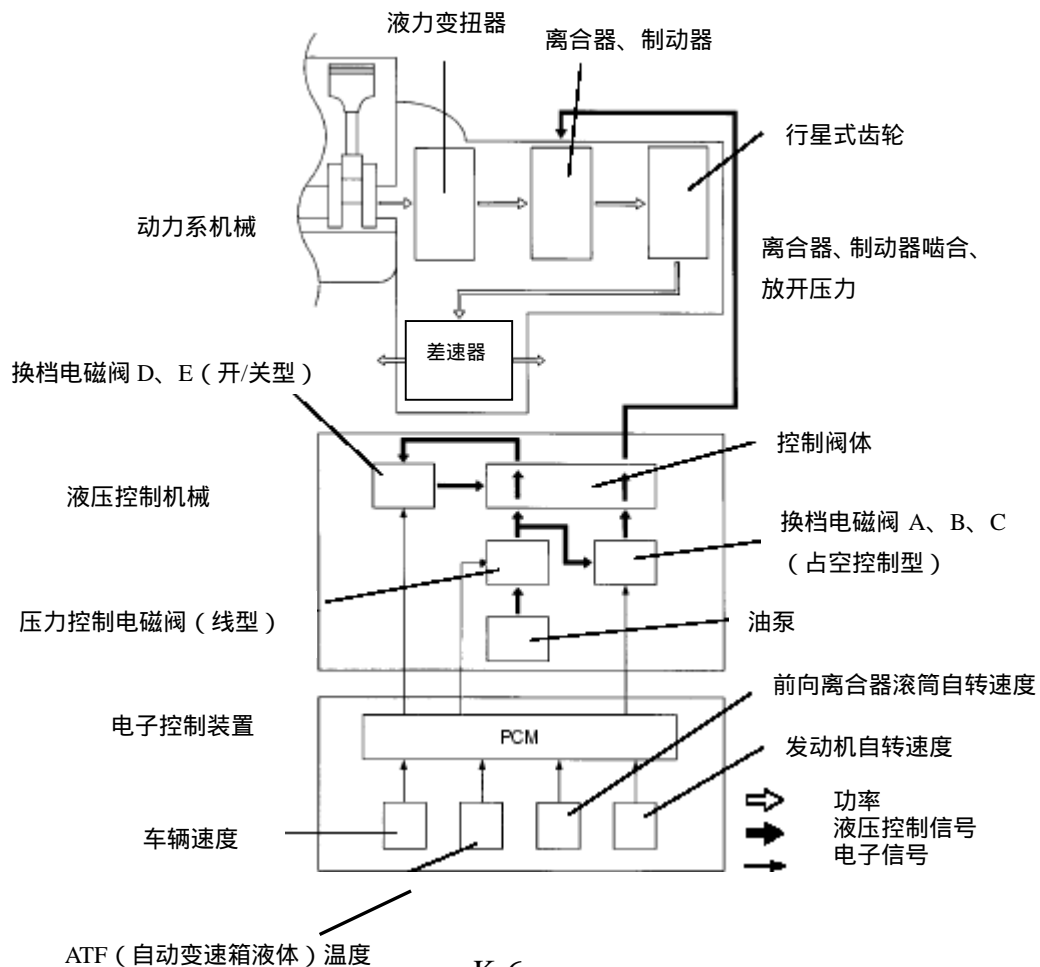 液力变扭器
离合器、制动器
行星式齿轮
动力系机械
离合器、制动器啮合、
放开压力
差速器
换档电磁阀 D、E（开/关型）
控制阀体
液压控制机械
换档电磁阀 A、B、C
（占空控制型）
压力控制电磁阀（线型）
油泵
前向离合器滚筒自转速度
电子控制装置
PCM
发动机自转速度
功率
液压控制信号
电子信号
车辆速度
ATF（自动变速箱液体）温度